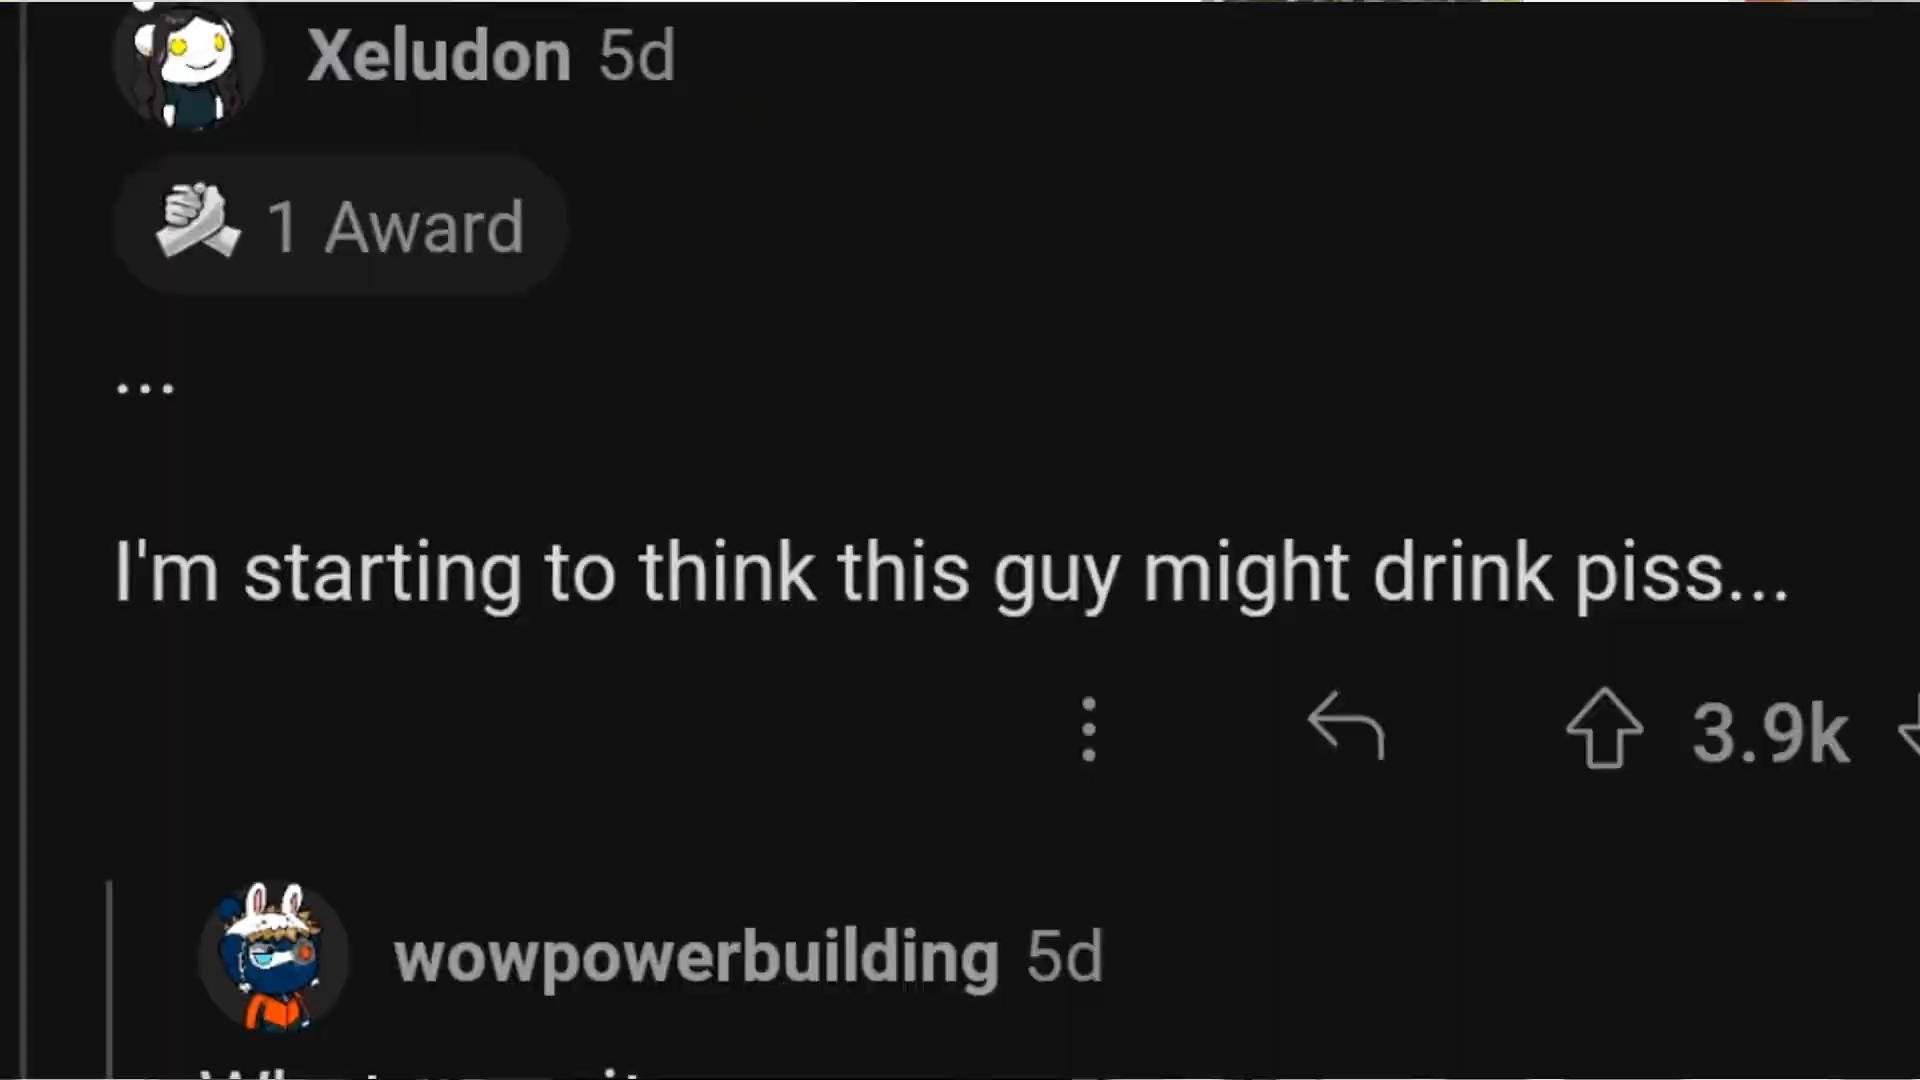 Xeludon 5d
1 Award
...
I'm starting to think this guy might drink piss...
3.9k
wowpowerbuilding 5d